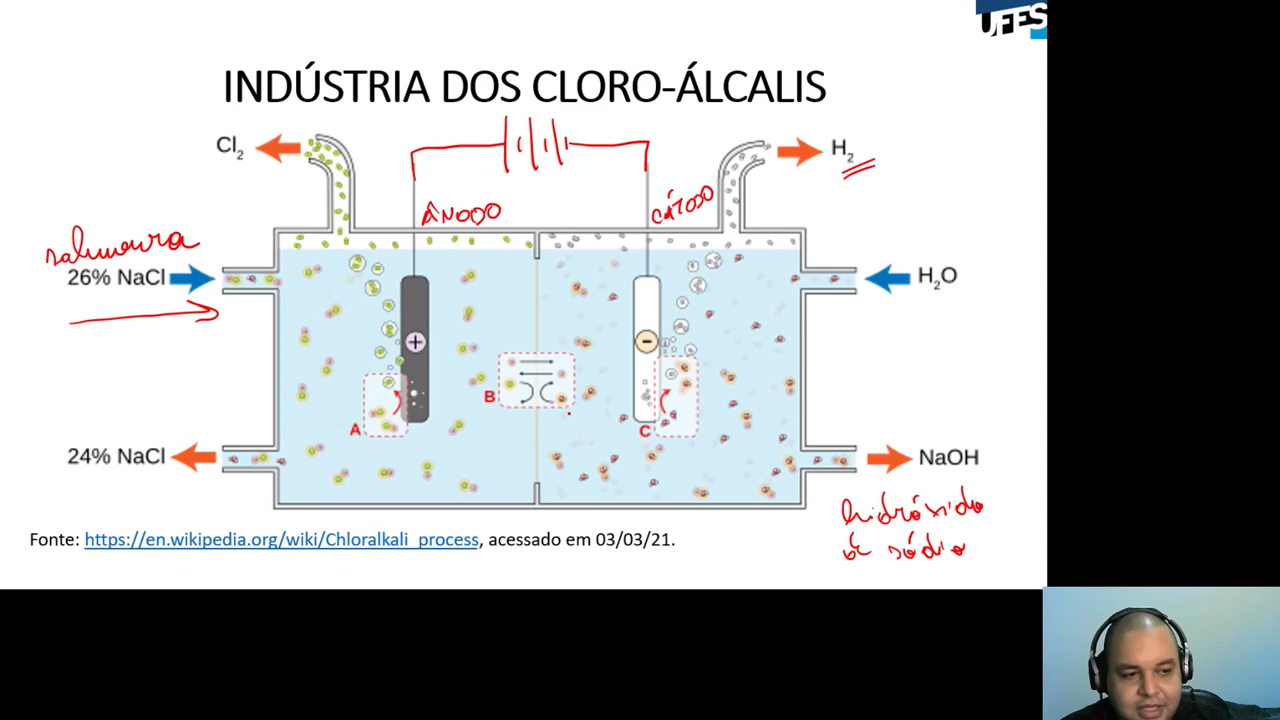 UFES
INDÚSTRIA DOS CLORO-ÁLCALIS
Cl₂
H₂
ÂNODO
CÁTODO
salmoura
26% NaCl
H₂O
+
-
B
A
C
24% NaCl
NaOH
hidróxido
de sódio
Fonte: https://en.wikipedia.org/wiki/Chloralkali_process, acessado em 03/03/21.